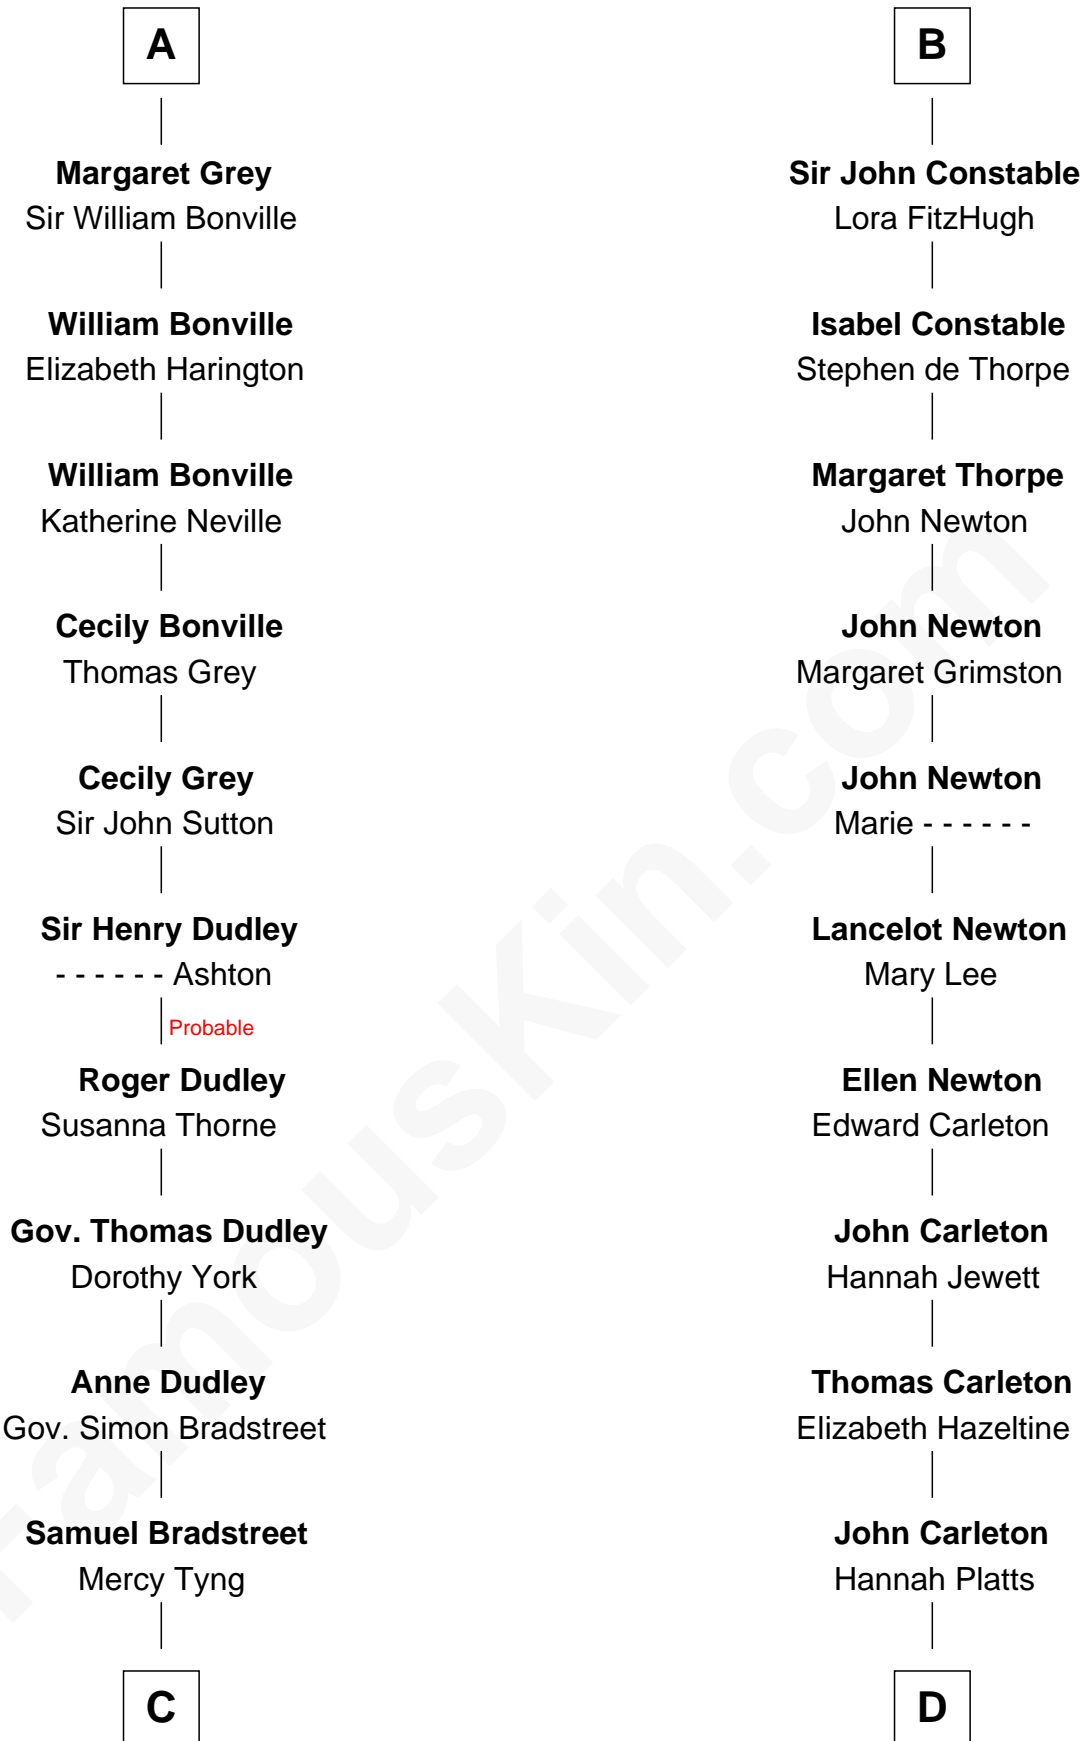 A
Margaret Grey
Sir William Bonville
William Bonville
Elizabeth Harington
William Bonville
Katherine Neville
Cecily Bonville
Thomas Grey
Cecily Grey
Sir John Sutton
Sir Henry Dudley
- - - - - - Ashton
Probable
Roger Dudley
Susanna Thorne
Gov. Thomas Dudley
Dorothy York
Anne Dudley
Gov. Simon Bradstreet
Samuel Bradstreet
Mercy Tyng
C
B
Sir John Constable
Lora FitzHugh
Isabel Constable
Stephen de Thorpe
Margaret Thorpe
John Newton
John Newton
Margaret Grimston
John Newton
Marie - - - - - -
Lancelot Newton
Mary Lee
Ellen Newton
Edward Carleton
John Carleton
Hannah Jewett
Thomas Carleton
Elizabeth Hazeltine
John Carleton
Hannah Platts
D
FamousKin.com